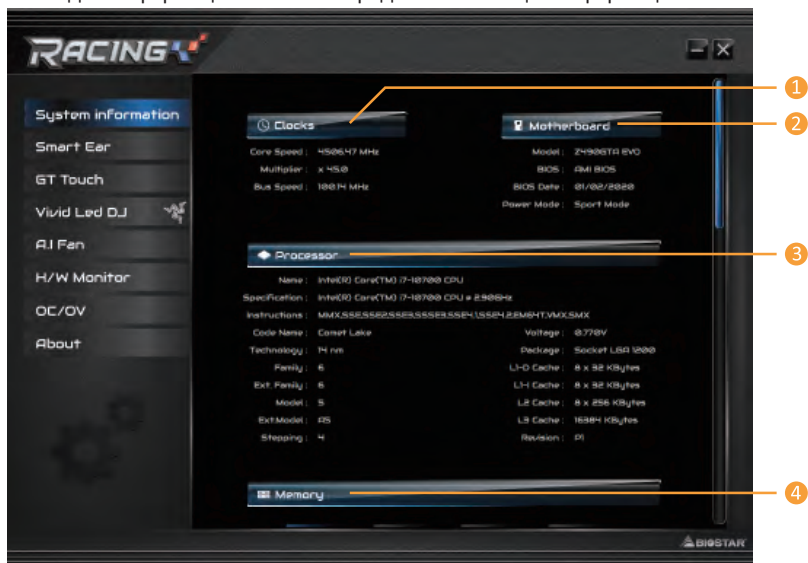 RACING
System information
Smart Ear
GT Touch
Vivid Led DJ
A.I Fan
H/W Monitor
OC/OV
About
Clocks
Core Speed : 4506.47 MHz
Multiplier : x 45.0
Bus Speed : 100.14 MHz
Motherboard
Model : Z490GTA EVO
BIOS : AMI BIOS
BIOS Date : 01/02/2020
Power Mode : Sport Mode
Processor
Name : Intel(R) Core(TM) i7-10700 CPU
Specification : Intel(R) Core(TM) i7-10700 CPU @ 2.90GHz
Instructions : MMX,SSE,SSE2,SSE3,SSSE3,SSE4.1,SSE4.2,EM64T,VMX,SMX
Code Name : Comet Lake
Technology : 14 nm
Family : 6
Ext. Family : 6
Model : 5
Ext.Model : A5
Stepping : 4
Voltage : 0.770V
Package : Socket LGA 1200
L1-D Cache : 8 x 32 KBytes
L1-I Cache : 8 x 32 KBytes
L2 Cache : 8 x 256 KBytes
L3 Cache : 16384 KBytes
Revision : P1
Memory
BIOSTAR
1
2
3
4